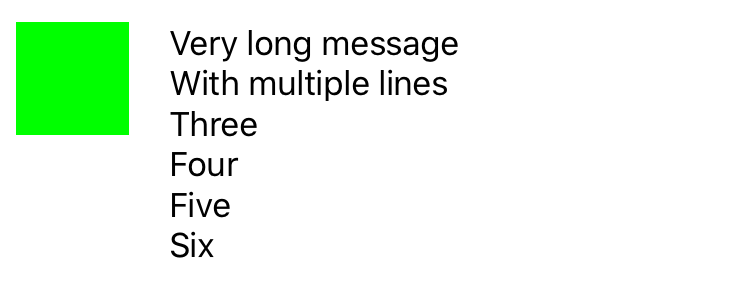 Very long message
With multiple lines
Three
Four
Five
Six